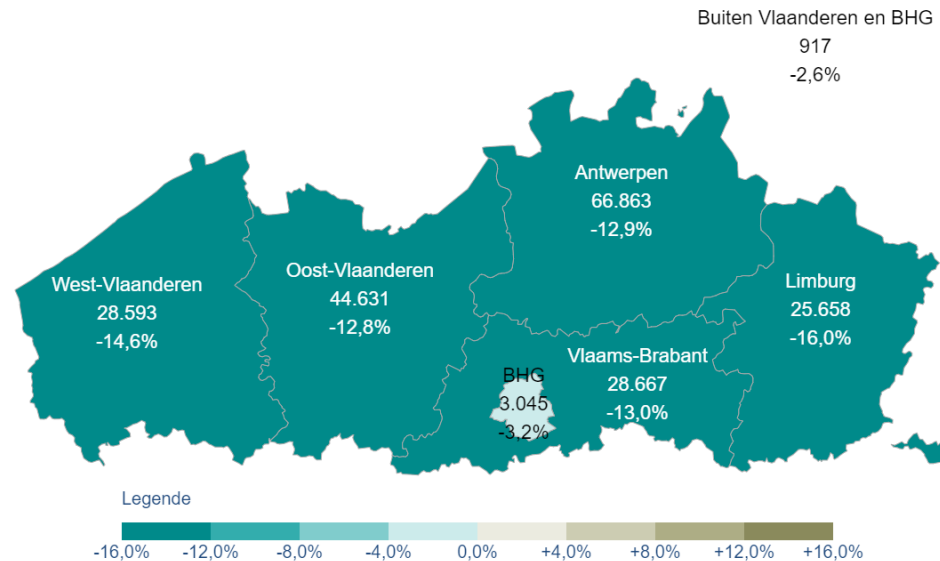 Buiten Vlaanderen en BHG
917
-2,6%
Antwerpen
66.863
-12,9%
West-Vlaanderen
28.593
-14,6%
Oost-Vlaanderen
44.631
-12,8%
Limburg
25.658
-16,0%
Vlaams-Brabant
28.667
-13,0%
BHG
3.045
-3,2%
Legende
-16,0% -12,0% -8,0% -4,0% 0,0% +4,0% +8,0% +12,0% +16,0%